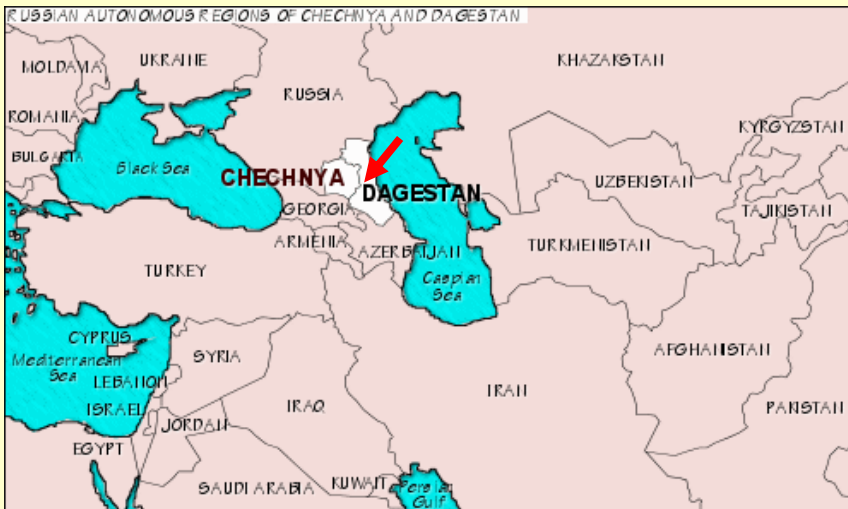 RUSSIAN AUTONOMOUS REGIONS OF CHECHNYA AND DAGESTAN
UKRAINE
KHAZAKSTAN
MOLDAVIA
RUSSIA
ROMANIA
KYRGYZSTAN
BULGARIA
Black Sea
CHECHNYA
UZBEKISTAN
DAGESTAN
GEORGIA
TAJIKISTAN
ARMENIA
AZERBAIJAN
TURKMENISTAN
TURKEY
Caspian
Sea
CYPRUS
AFGHANISTAN
Mediterranean
Sea
SYRIA
LEBANON
IRAN
ISRAEL
IRAQ
PAKISTAN
JORDAN
EGYPT
SAUDI ARABIA
KUWAIT
Persian
Gulf